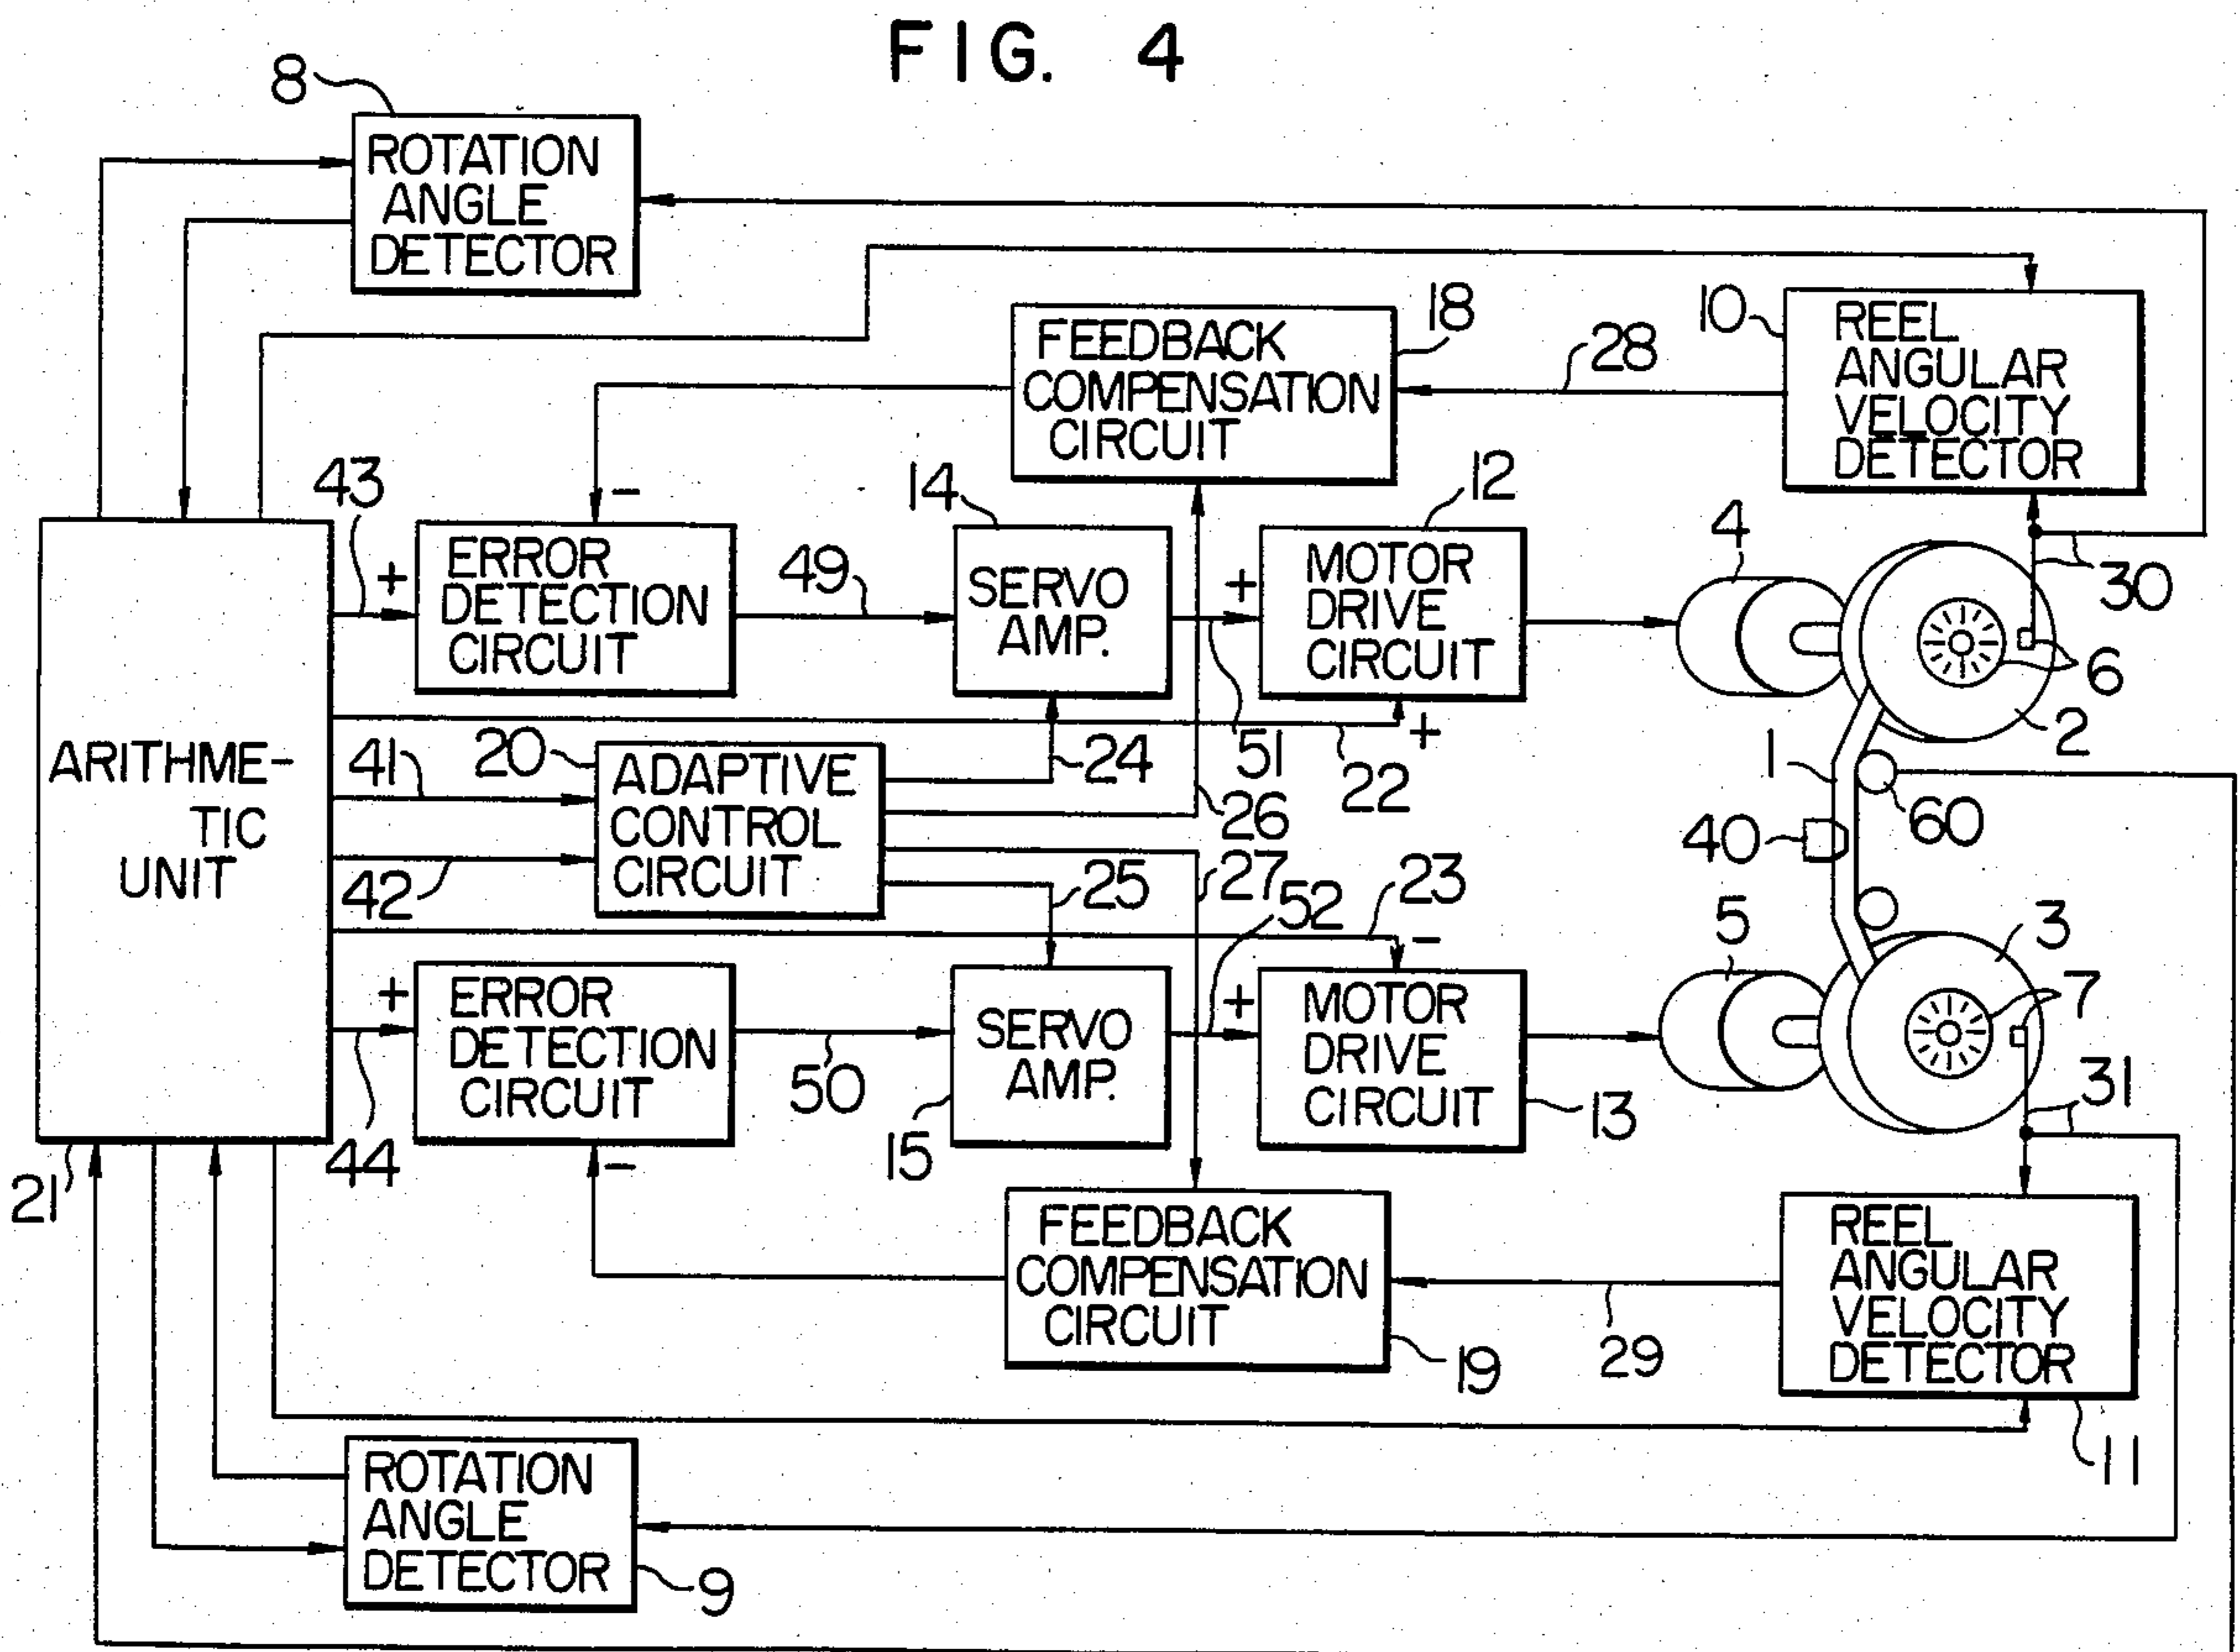 FIG. 4
8
ROTATION
ANGLE
DETECTOR
18
10
FEEDBACK
COMPENSATION
CIRCUIT
28
REEL
ANGULAR
VELOCITY
DETECTOR
43
-
14
12
4
+
ERROR
DETECTION
CIRCUIT
49
SERVO
AMP.
+
MOTOR
DRIVE
CIRCUIT
30
6
2
+
ARITHME-
TIC
UNIT
41
20
ADAPTIVE
CONTROL
CIRCUIT
24
51
22
26
1
60
40
42
25
27
52
23
5
3
7
-
+
ERROR
DETECTION
CIRCUIT
50
SERVO
AMP.
+
MOTOR
DRIVE
CIRCUIT
31
13
44
-
15
21
FEEDBACK
COMPENSATION
CIRCUIT
REEL
ANGULAR
VELOCITY
DETECTOR
29
19
11
ROTATION
ANGLE
DETECTOR
9